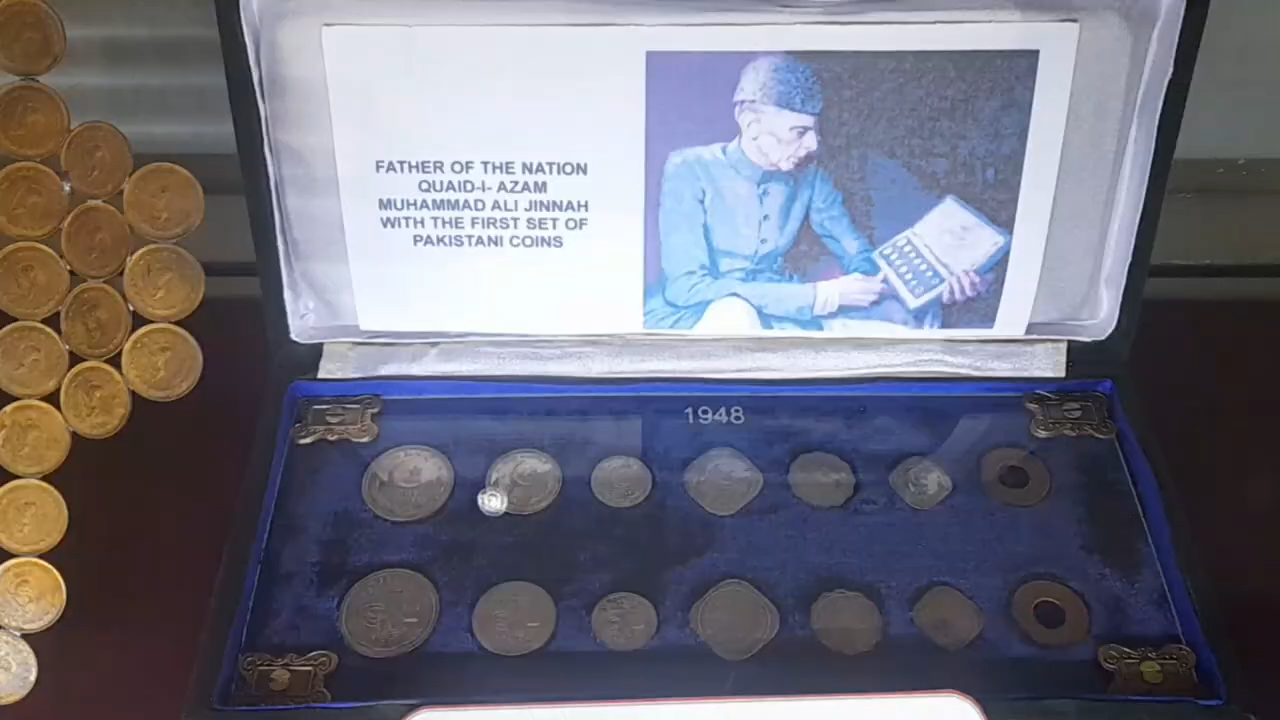 FATHER OF THE NATION
QUAID-I- AZAM
MUHAMMAD ALI JINNAH
WITH THE FIRST SET OF
PAKISTANI COINS
1948